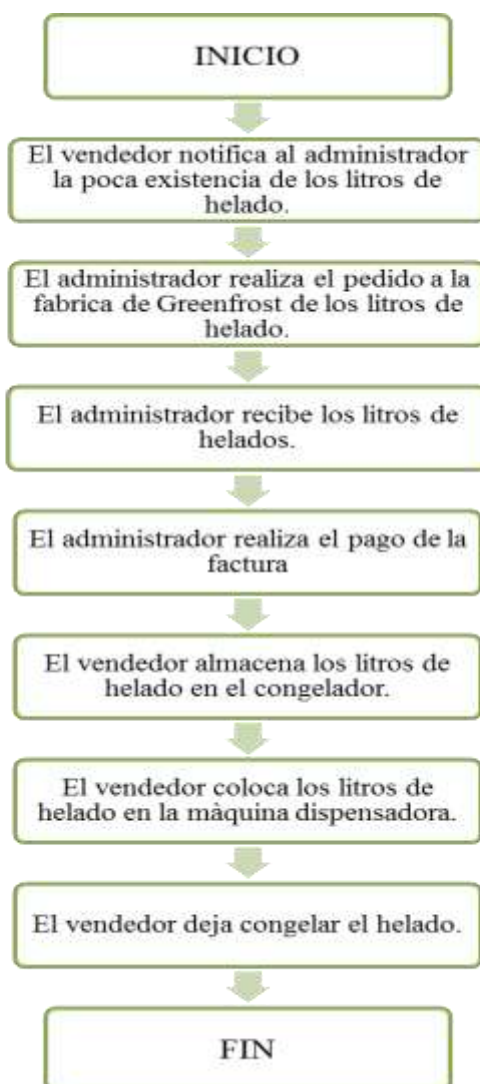 INICIO
El vendedor notifica al administrador
la poca existencia de los litros de
helado.
El administrador realiza el pedido a la
fabrica de Greenfrost de los litros de
helado.
El administrador recibe los litros de
helados.
El administrador realiza el pago de la
factura
El vendedor almacena los litros de
helado en el congelador.
El vendedor coloca los litros de
helado en la màquina dispensadora.
El vendedor deja congelar el helado.
FIN